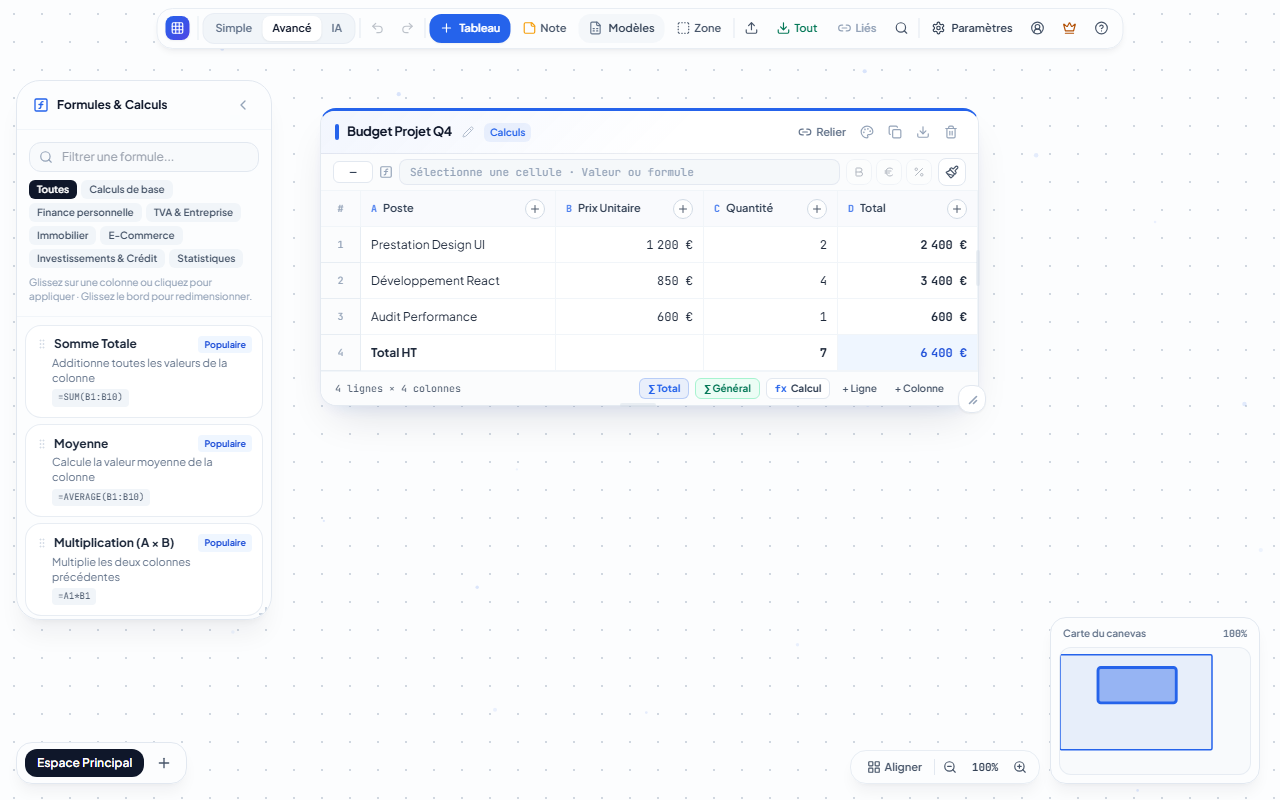 Simple Avancé IA + Tableau Note Modèles Zone Tout Liés Paramètres
Formules & Calculs
Filtrer une formule...
Toutes Calculs de base
Finance personnelle TVA & Entreprise
Immobilier E-Commerce
Investissements & Crédit Statistiques
Glissez sur une colonne ou cliquez pour
appliquer · Glissez le bord pour redimensionner.
Somme Totale Populaire
Additionne toutes les valeurs de la
colonne
=SUM(B1:B10)
Moyenne Populaire
Calcule la valeur moyenne de la
colonne
=AVERAGE(B1:B10)
Multiplication (A × B) Populaire
Multiplie les deux colonnes
précédentes
=A1*B1
Budget Projet Q4 Calculs Relier
– Sélectionne une cellule · Valeur ou formule B € %
# A Poste + B Prix Unitaire + C Quantité + D Total +
1 Prestation Design UI 1 200 € 2 2 400 €
2 Développement React 850 € 4 3 400 €
3 Audit Performance 600 € 1 600 €
4 Total HT 7 6 400 €
4 lignes × 4 colonnes ∑ Total ∑ Général fx Calcul + Ligne + Colonne
Carte du canevas 100%
Espace Principal +
Aligner 100%